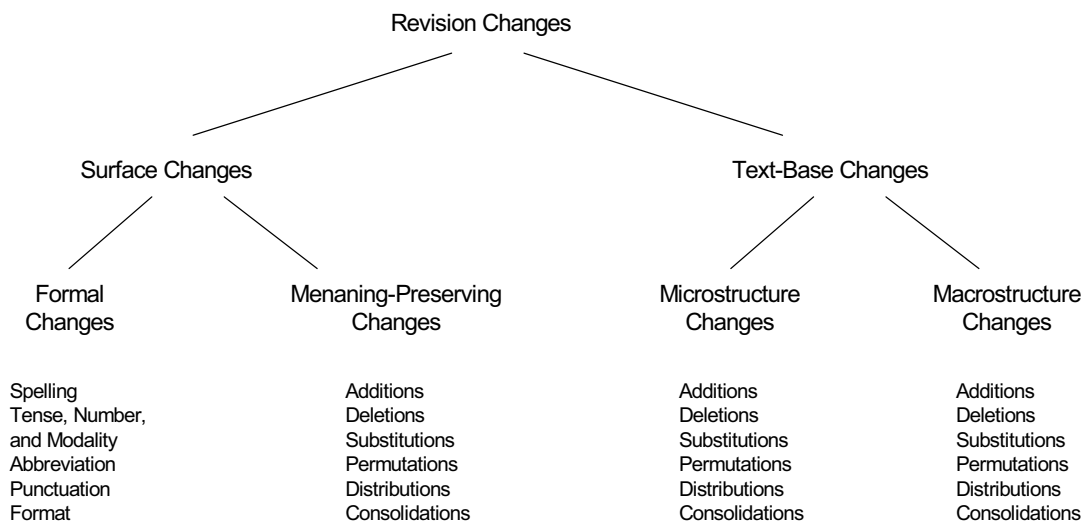 Revision Changes
Surface Changes
Text-Base Changes
Formal
Changes
Menaning-Preserving
Changes
Microstructure
Changes
Macrostructure
Changes
Spelling
Tense, Number,
and Modality
Abbreviation
Punctuation
Format
Additions
Deletions
Substitutions
Permutations
Distributions
Consolidations
Additions
Deletions
Substitutions
Permutations
Distributions
Consolidations
Additions
Deletions
Substitutions
Permutations
Distributions
Consolidations